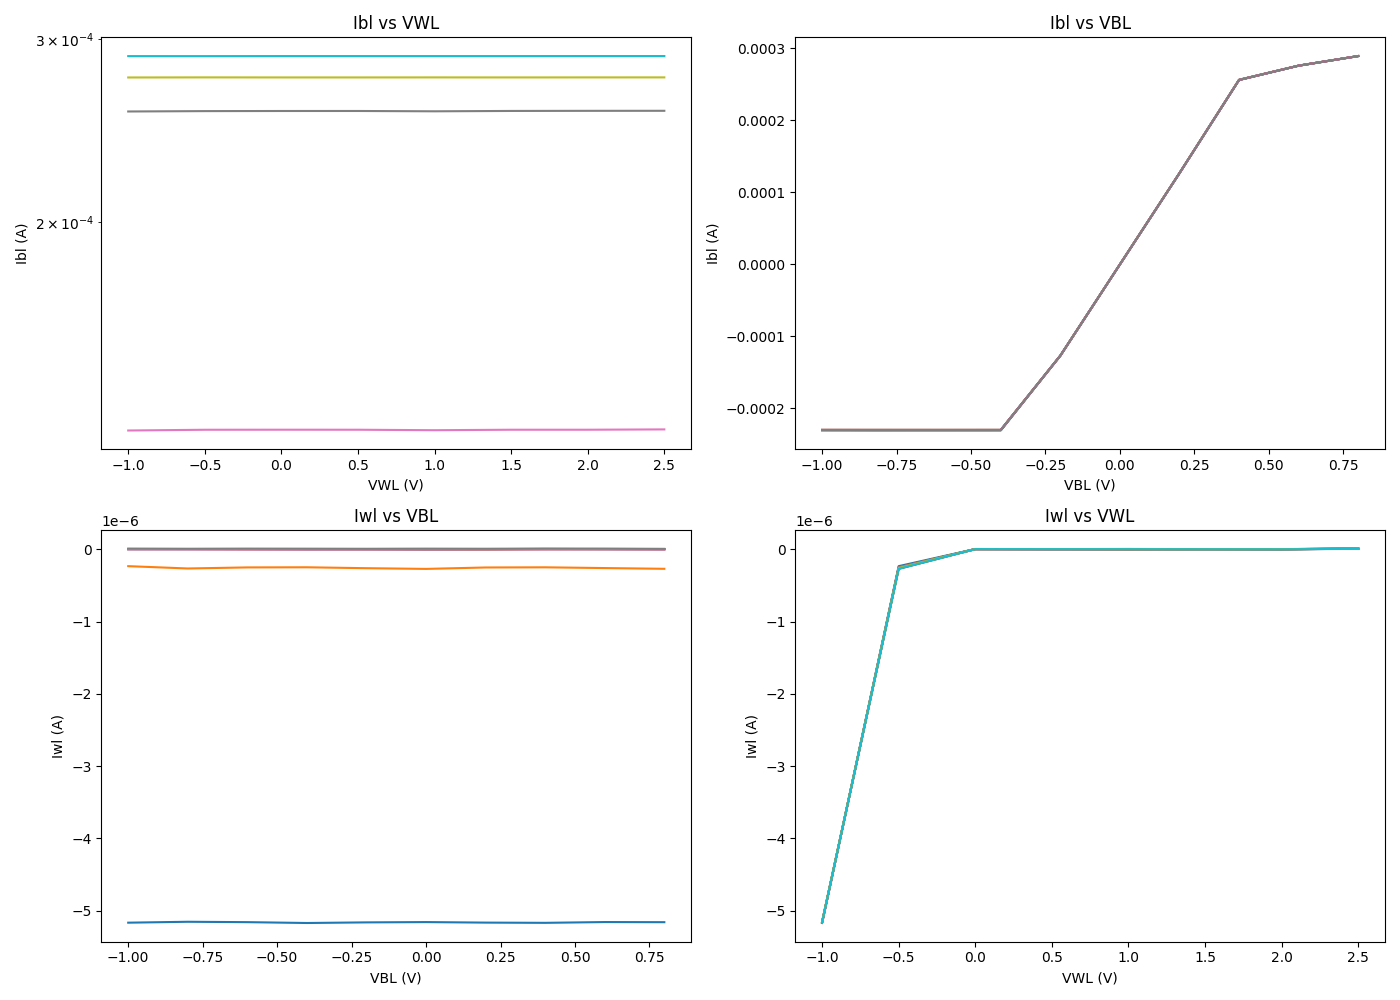 Ibl vs VWL
3 × 10⁻⁴
2 × 10⁻⁴
Ibl (A)
−1.0 −0.5 0.0 0.5 1.0 1.5 2.0 2.5
VWL (V)
Ibl vs VBL
0.0003
0.0002
0.0001
0.0000
−0.0001
−0.0002
Ibl (A)
−1.00 −0.75 −0.50 −0.25 0.00 0.25 0.50 0.75
VBL (V)
Iwl vs VBL
1e−6
0
−1
−2
−3
−4
−5
Iwl (A)
−1.00 −0.75 −0.50 −0.25 0.00 0.25 0.50 0.75
VBL (V)
Iwl vs VWL
1e−6
0
−1
−2
−3
−4
−5
Iwl (A)
−1.0 −0.5 0.0 0.5 1.0 1.5 2.0 2.5
VWL (V)